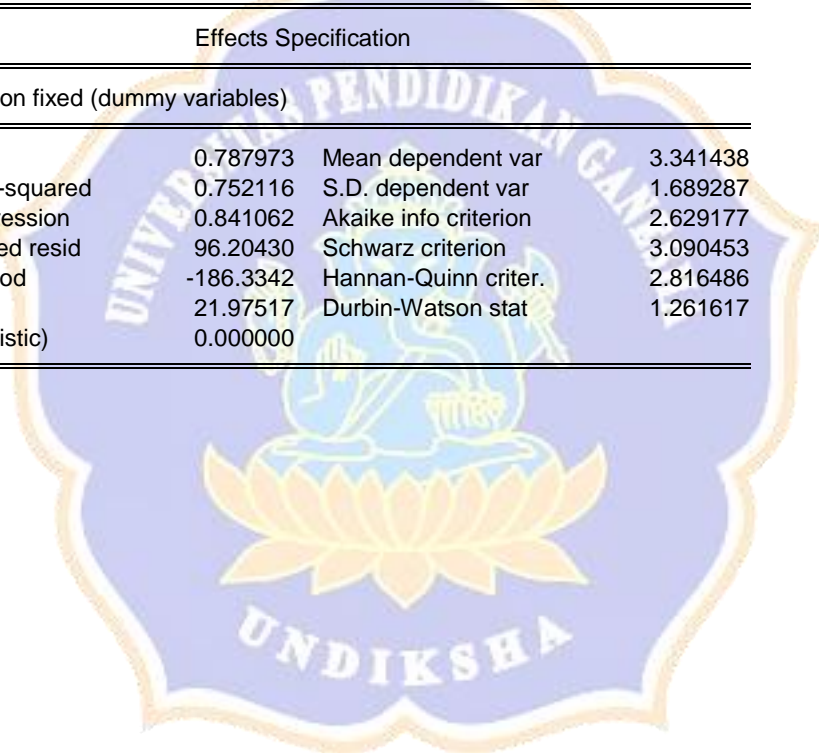 Effects Specification
on fixed (dummy variables)
0.787973 Mean dependent var 3.341438
-squared 0.752116 S.D. dependent var 1.689287
ession 0.841062 Akaike info criterion 2.629177
ed resid 96.20430 Schwarz criterion 3.090453
od -186.3342 Hannan-Quinn criter. 2.816486
21.97517 Durbin-Watson stat 1.261617
istic) 0.000000
UNIVERSITAS PENDIDIKAN GANESHA
UNDIKSHA